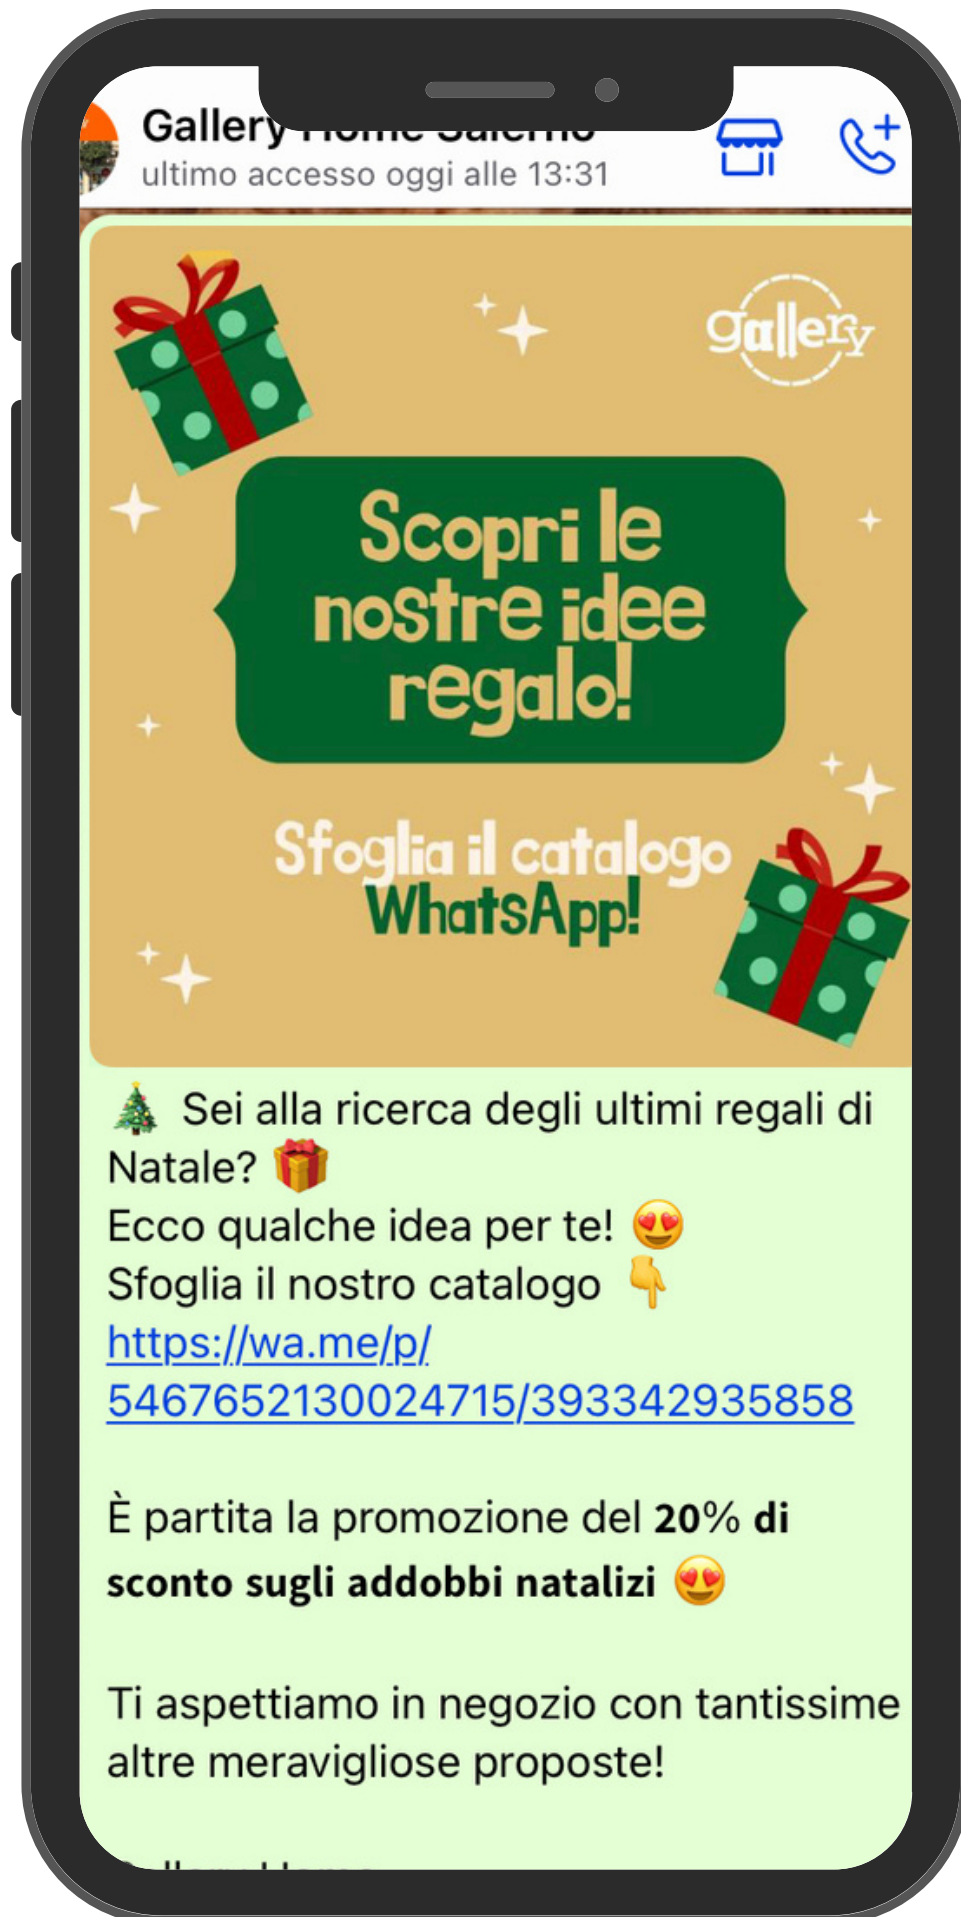 Gallery Home Salerno
ultimo accesso oggi alle 13:31
gallery
Scopri le
nostre idee
regalo!
Sfoglia il catalogo
WhatsApp!
🎄 Sei alla ricerca degli ultimi regali di
Natale? 🎁
Ecco qualche idea per te! 😍
Sfoglia il nostro catalogo 👇
https://wa.me/p/
5467652130024715/393342935858
È partita la promozione del 20% di
sconto sugli addobbi natalizi 😍
Ti aspettiamo in negozio con tantissime
altre meravigliose proposte!